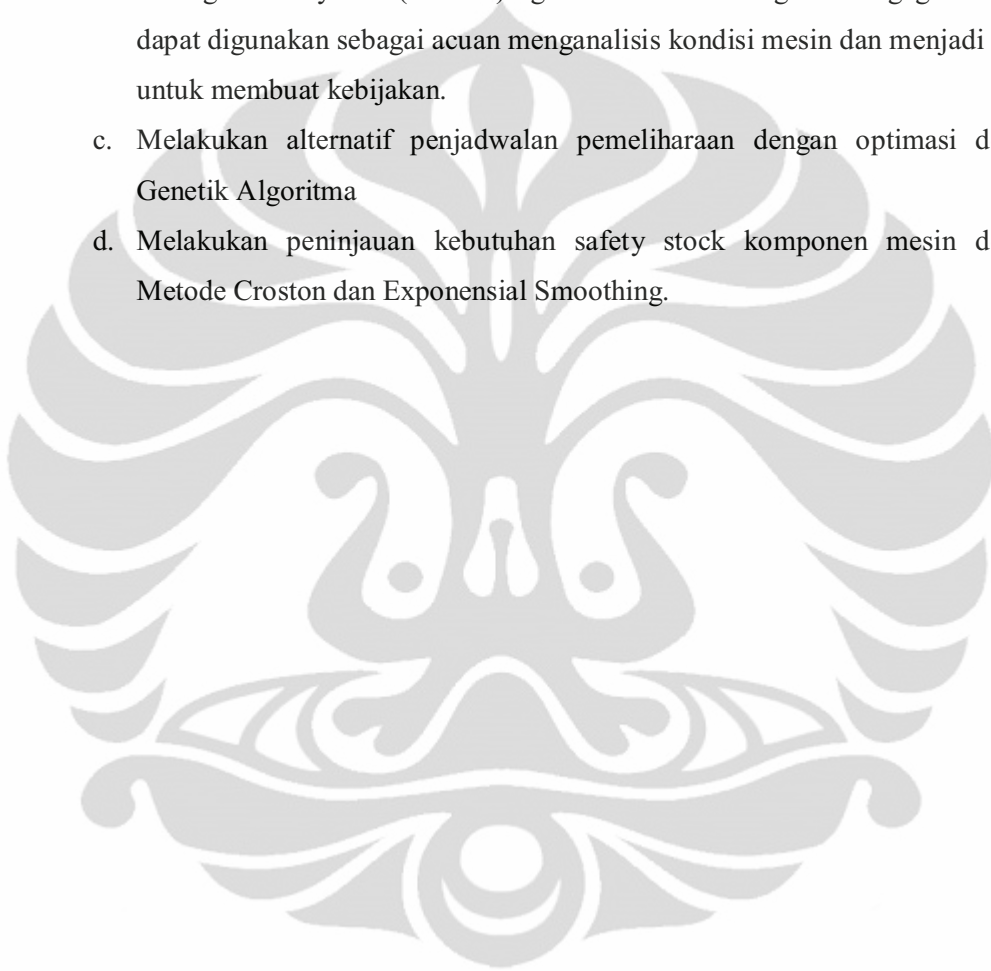 dapat digunakan sebagai acuan menganalisis kondisi mesin dan menjadi
untuk membuat kebijakan.
c. Melakukan alternatif penjadwalan pemeliharaan dengan optimasi d
Genetik Algoritma
d. Melakukan peninjauan kebutuhan safety stock komponen mesin d
Metode Croston dan Exponensial Smoothing.